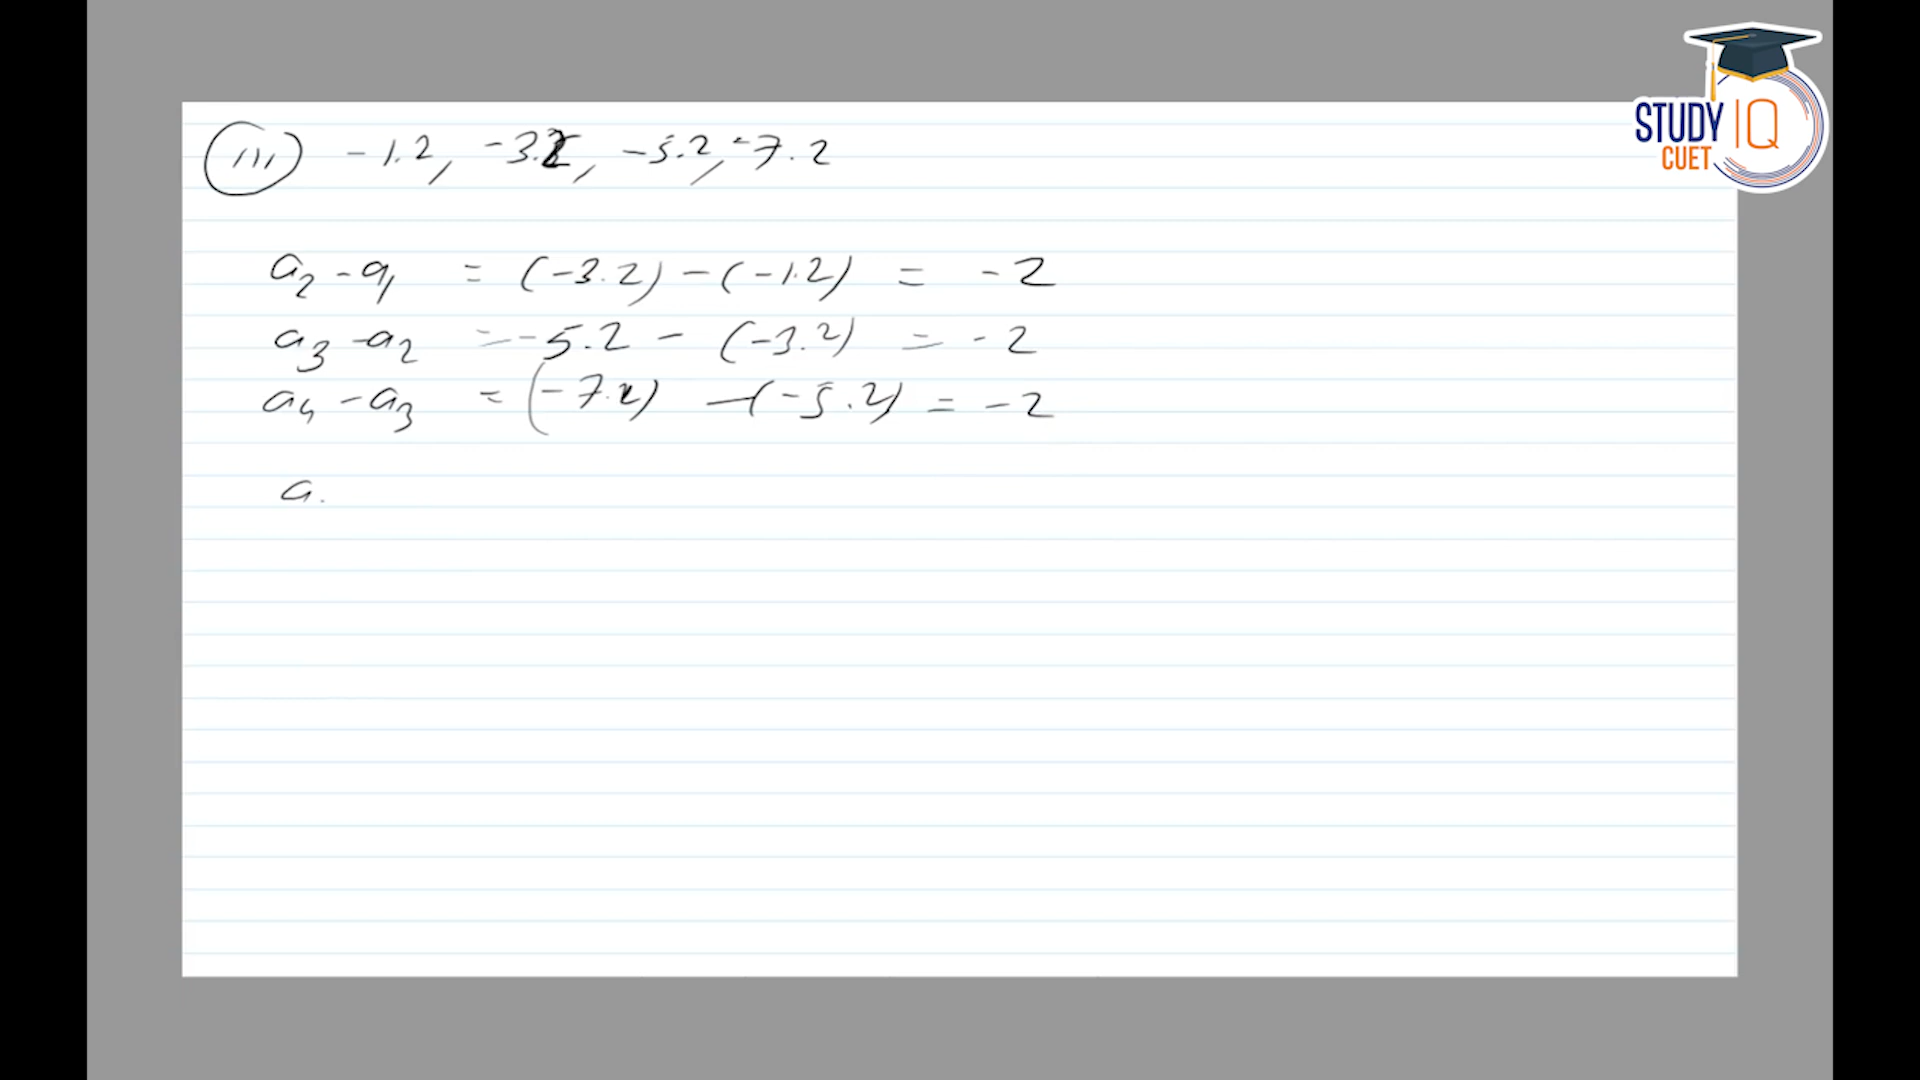 STUDY IQ
CUET
(iii) -1.2, -3.2, -5.2, -7.2
a2 - a1 = (-3.2) - (-1.2) = -2
a3 - a2 = -5.2 - (-3.2) = -2
a4 - a3 = (-7.2) - (-5.2) = -2
a.